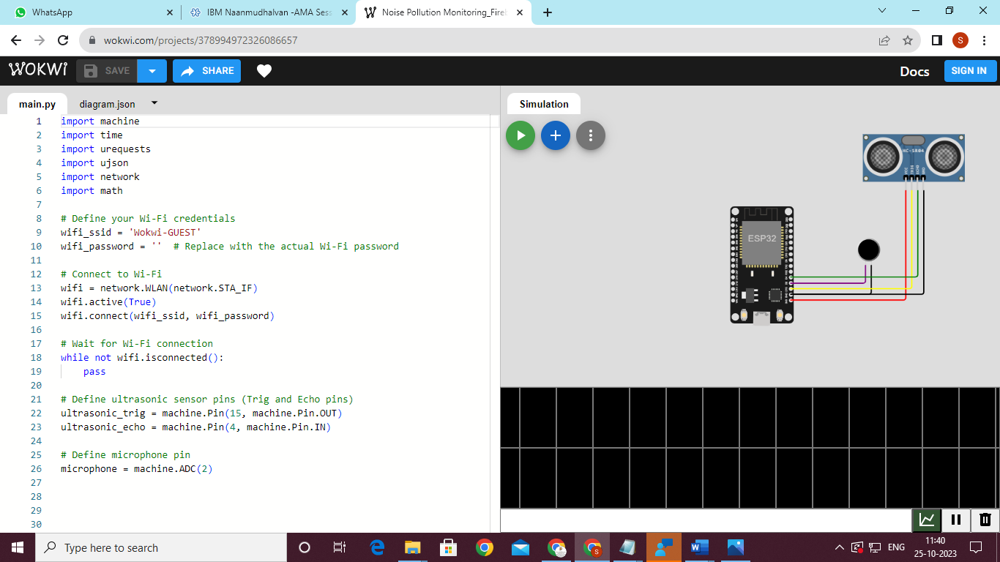 WhatsApp
IBM Naanmudhalvan -AMA Sess
Noise Pollution Monitoring_Fireb
wokwi.com/projects/378994972326086657
S
WOKWI
SAVE
SHARE
Docs
SIGN IN
main.py
diagram.json
Simulation
1 import machine
2 import time
3 import urequests
4 import ujson
5 import network
6 import math
7
8 # Define your Wi-Fi credentials
9 wifi_ssid = 'Wokwi-GUEST'
10 wifi_password = '' # Replace with the actual Wi-Fi password
11
12 # Connect to Wi-Fi
13 wifi = network.WLAN(network.STA_IF)
14 wifi.active(True)
15 wifi.connect(wifi_ssid, wifi_password)
16
17 # Wait for Wi-Fi connection
18 while not wifi.isconnected():
19 pass
20
21 # Define ultrasonic sensor pins (Trig and Echo pins)
22 ultrasonic_trig = machine.Pin(15, machine.Pin.OUT)
23 ultrasonic_echo = machine.Pin(4, machine.Pin.IN)
24
25 # Define microphone pin
26 microphone = machine.ADC(2)
27
28
29
30
HC-SR04
VCC
TRIG
ECHO
GND
ESP32
Type here to search
S
ENG
11:40
25-10-2023